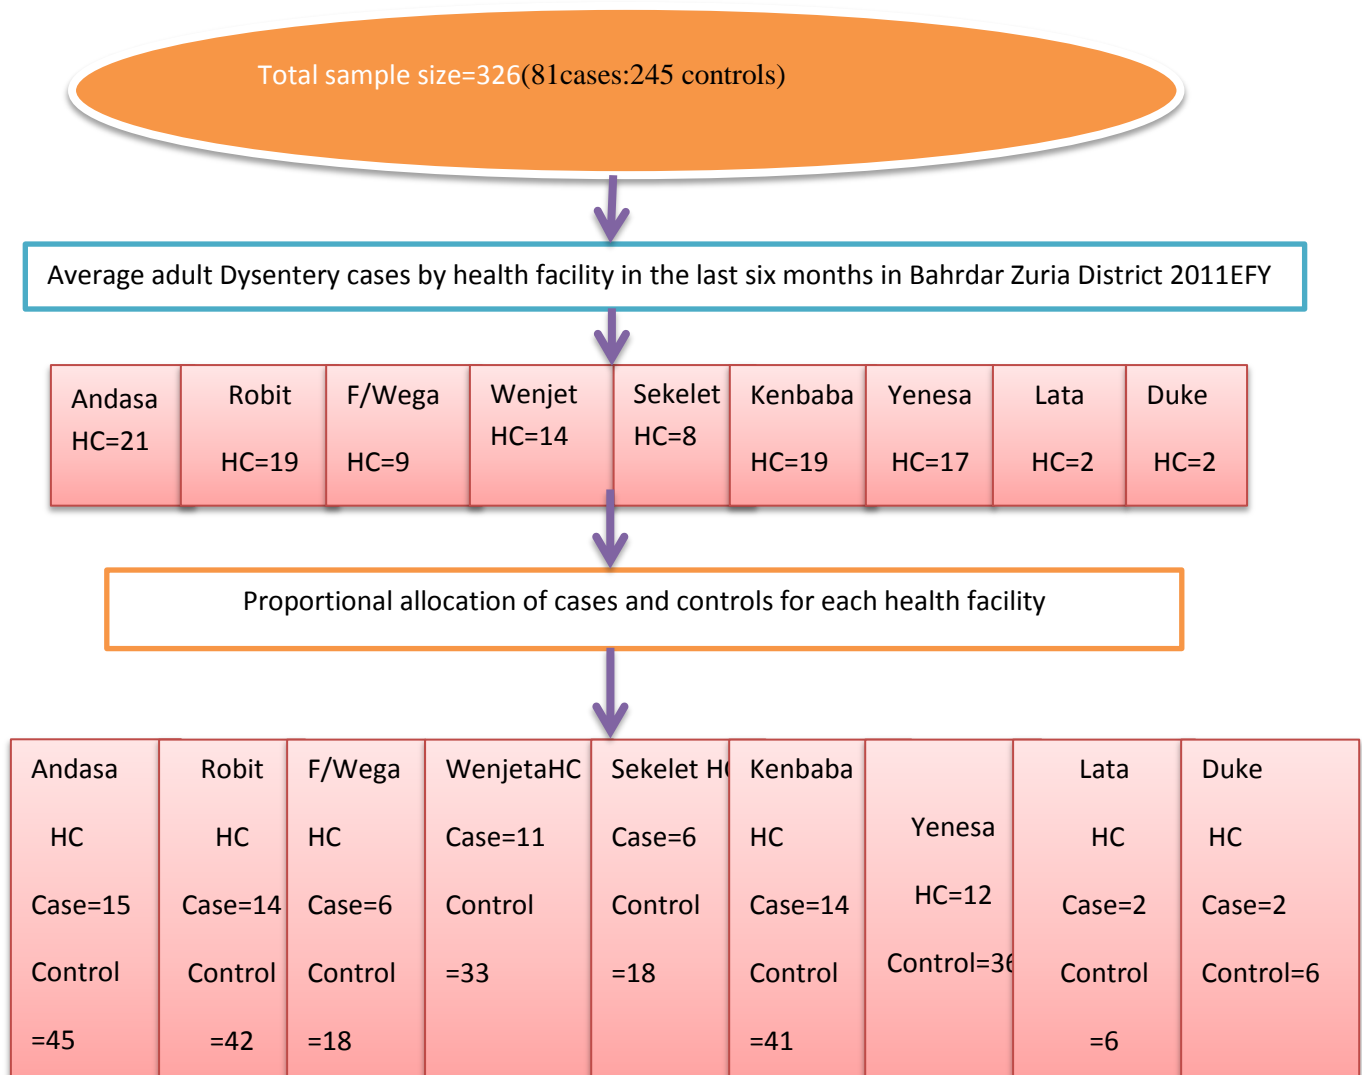 Total sample size=326(81cases:245 controls)
Average adult Dysentery cases by health facility in the last six months in Bahrdar Zuria District 2011EFY
Andasa
HC=21
Robit
HC=19
F/Wega
HC=9
Wenjet
HC=14
Sekelet
HC=8
Kenbaba
HC=19
Yenesa
HC=17
Lata
HC=2
Duke
HC=2
Proportional allocation of cases and controls for each health facility
Andasa
HC
Case=15
Control
=45
Robit
HC
Case=14
Control
=42
F/Wega
HC
Case=6
Control
=18
WenjetaHC
Case=11
Control
=33
Sekelet HC
Case=6
Control
=18
Kenbaba
HC
Case=14
Control
=41
Yenesa
HC=12
Control=36
Lata
HC
Case=2
Control
=6
Duke
HC
Case=2
Control=6